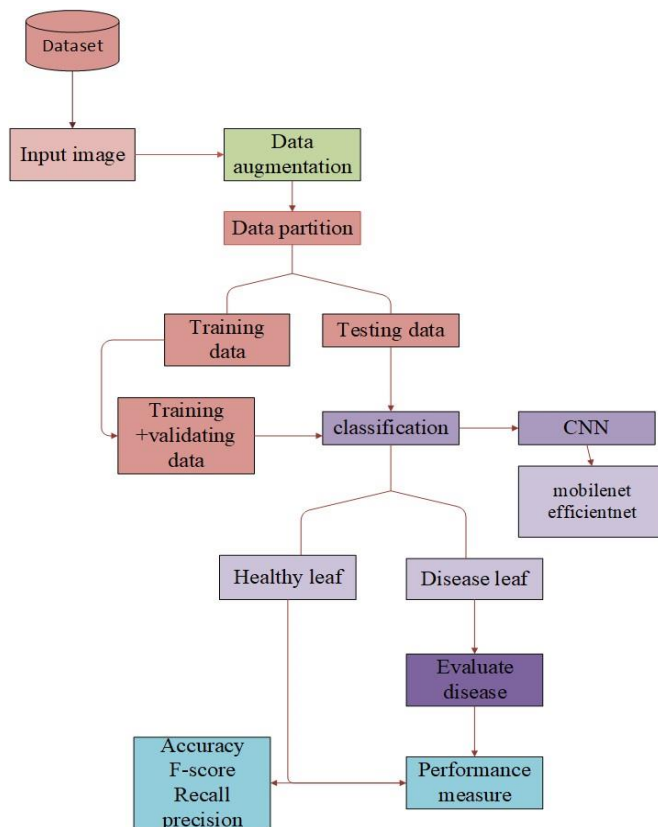 Dataset
Input image
Data
augmentation
Data partition
Training
data
Testing data
Training
+validating
data
classification
CNN
mobilenet
efficientnet
Healthy leaf
Disease leaf
Evaluate
disease
Accuracy
F-score
Recall
precision
Performance
measure